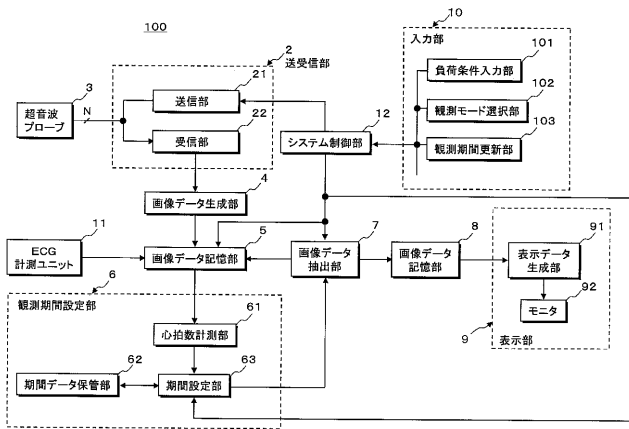 100
10
入力部
101
負荷条件入力部
102
観測モード選択部
103
観測期間更新部
2
送受信部
21
送信部
22
受信部
3
超音波
プローブ
N
12
システム制御部
4
画像データ生成部
11
ECG
計測ユニット
5
画像データ記憶部
7
画像データ
抽出部
8
画像データ
記憶部
91
表示データ
生成部
92
モニタ
9
表示部
6
観測期間設定部
61
心拍数計測部
62
期間データ保管部
63
期間設定部